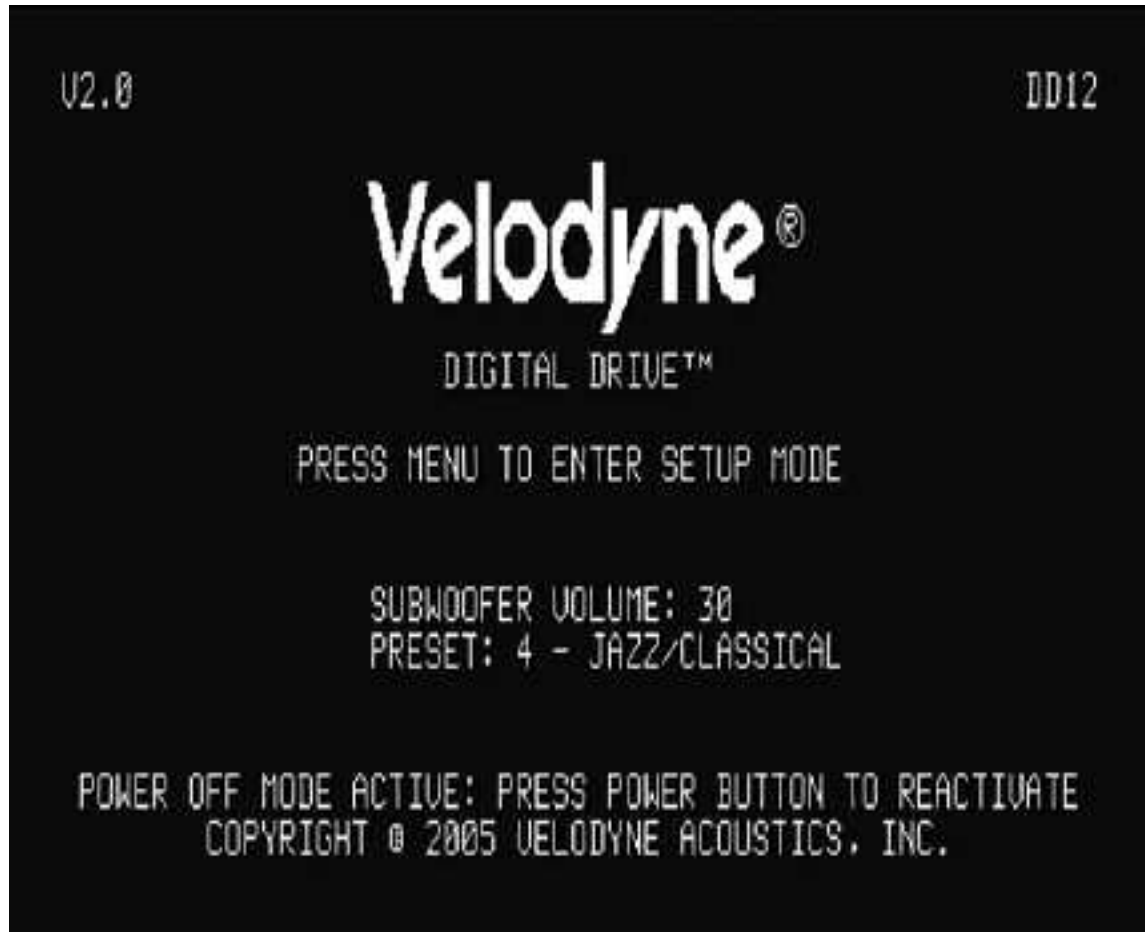 V2.0 DD12
Velodyne®
DIGITAL DRIVE™
PRESS MENU TO ENTER SETUP MODE
SUBWOOFER VOLUME: 30
PRESET: 4 - JAZZ/CLASSICAL
POWER OFF MODE ACTIVE: PRESS POWER BUTTON TO REACTIVATE
COPYRIGHT © 2005 VELODYNE ACOUSTICS, INC.